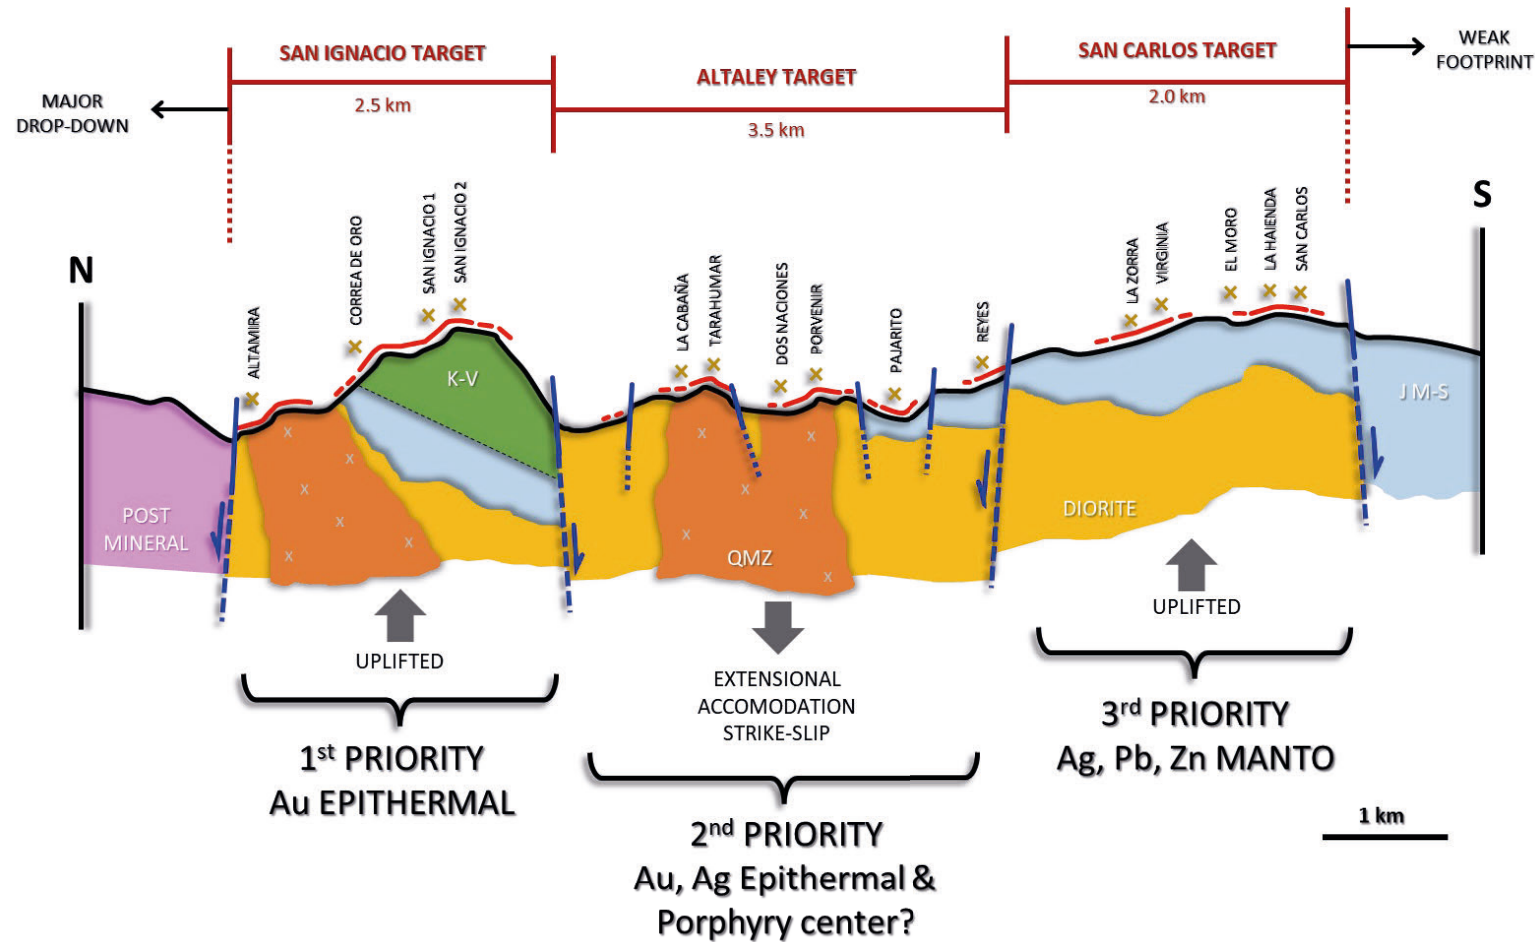 SAN IGNACIO TARGET
2.5 km
ALTALEY TARGET
3.5 km
SAN CARLOS TARGET
2.0 km
WEAK
FOOTPRINT
MAJOR
DROP-DOWN
N
S
ALTAMIRA
CORREA DE ORO
SAN IGNACIO 1
SAN IGNACIO 2
LA CABAÑA
TARAHUMAR
DOS NACIONES
PORVENIR
PAJARITO
REYES
LA ZORRA
VIRGINIA
EL MORO
LA HAIENDA
SAN CARLOS
K-V
J M-S
POST
MINERAL
QMZ
DIORITE
UPLIFTED
EXTENSIONAL
ACCOMODATION
STRIKE-SLIP
UPLIFTED
1st PRIORITY
Au EPITHERMAL
2nd PRIORITY
Au, Ag Epithermal &
Porphyry center?
3rd PRIORITY
Ag, Pb, Zn MANTO
1 km